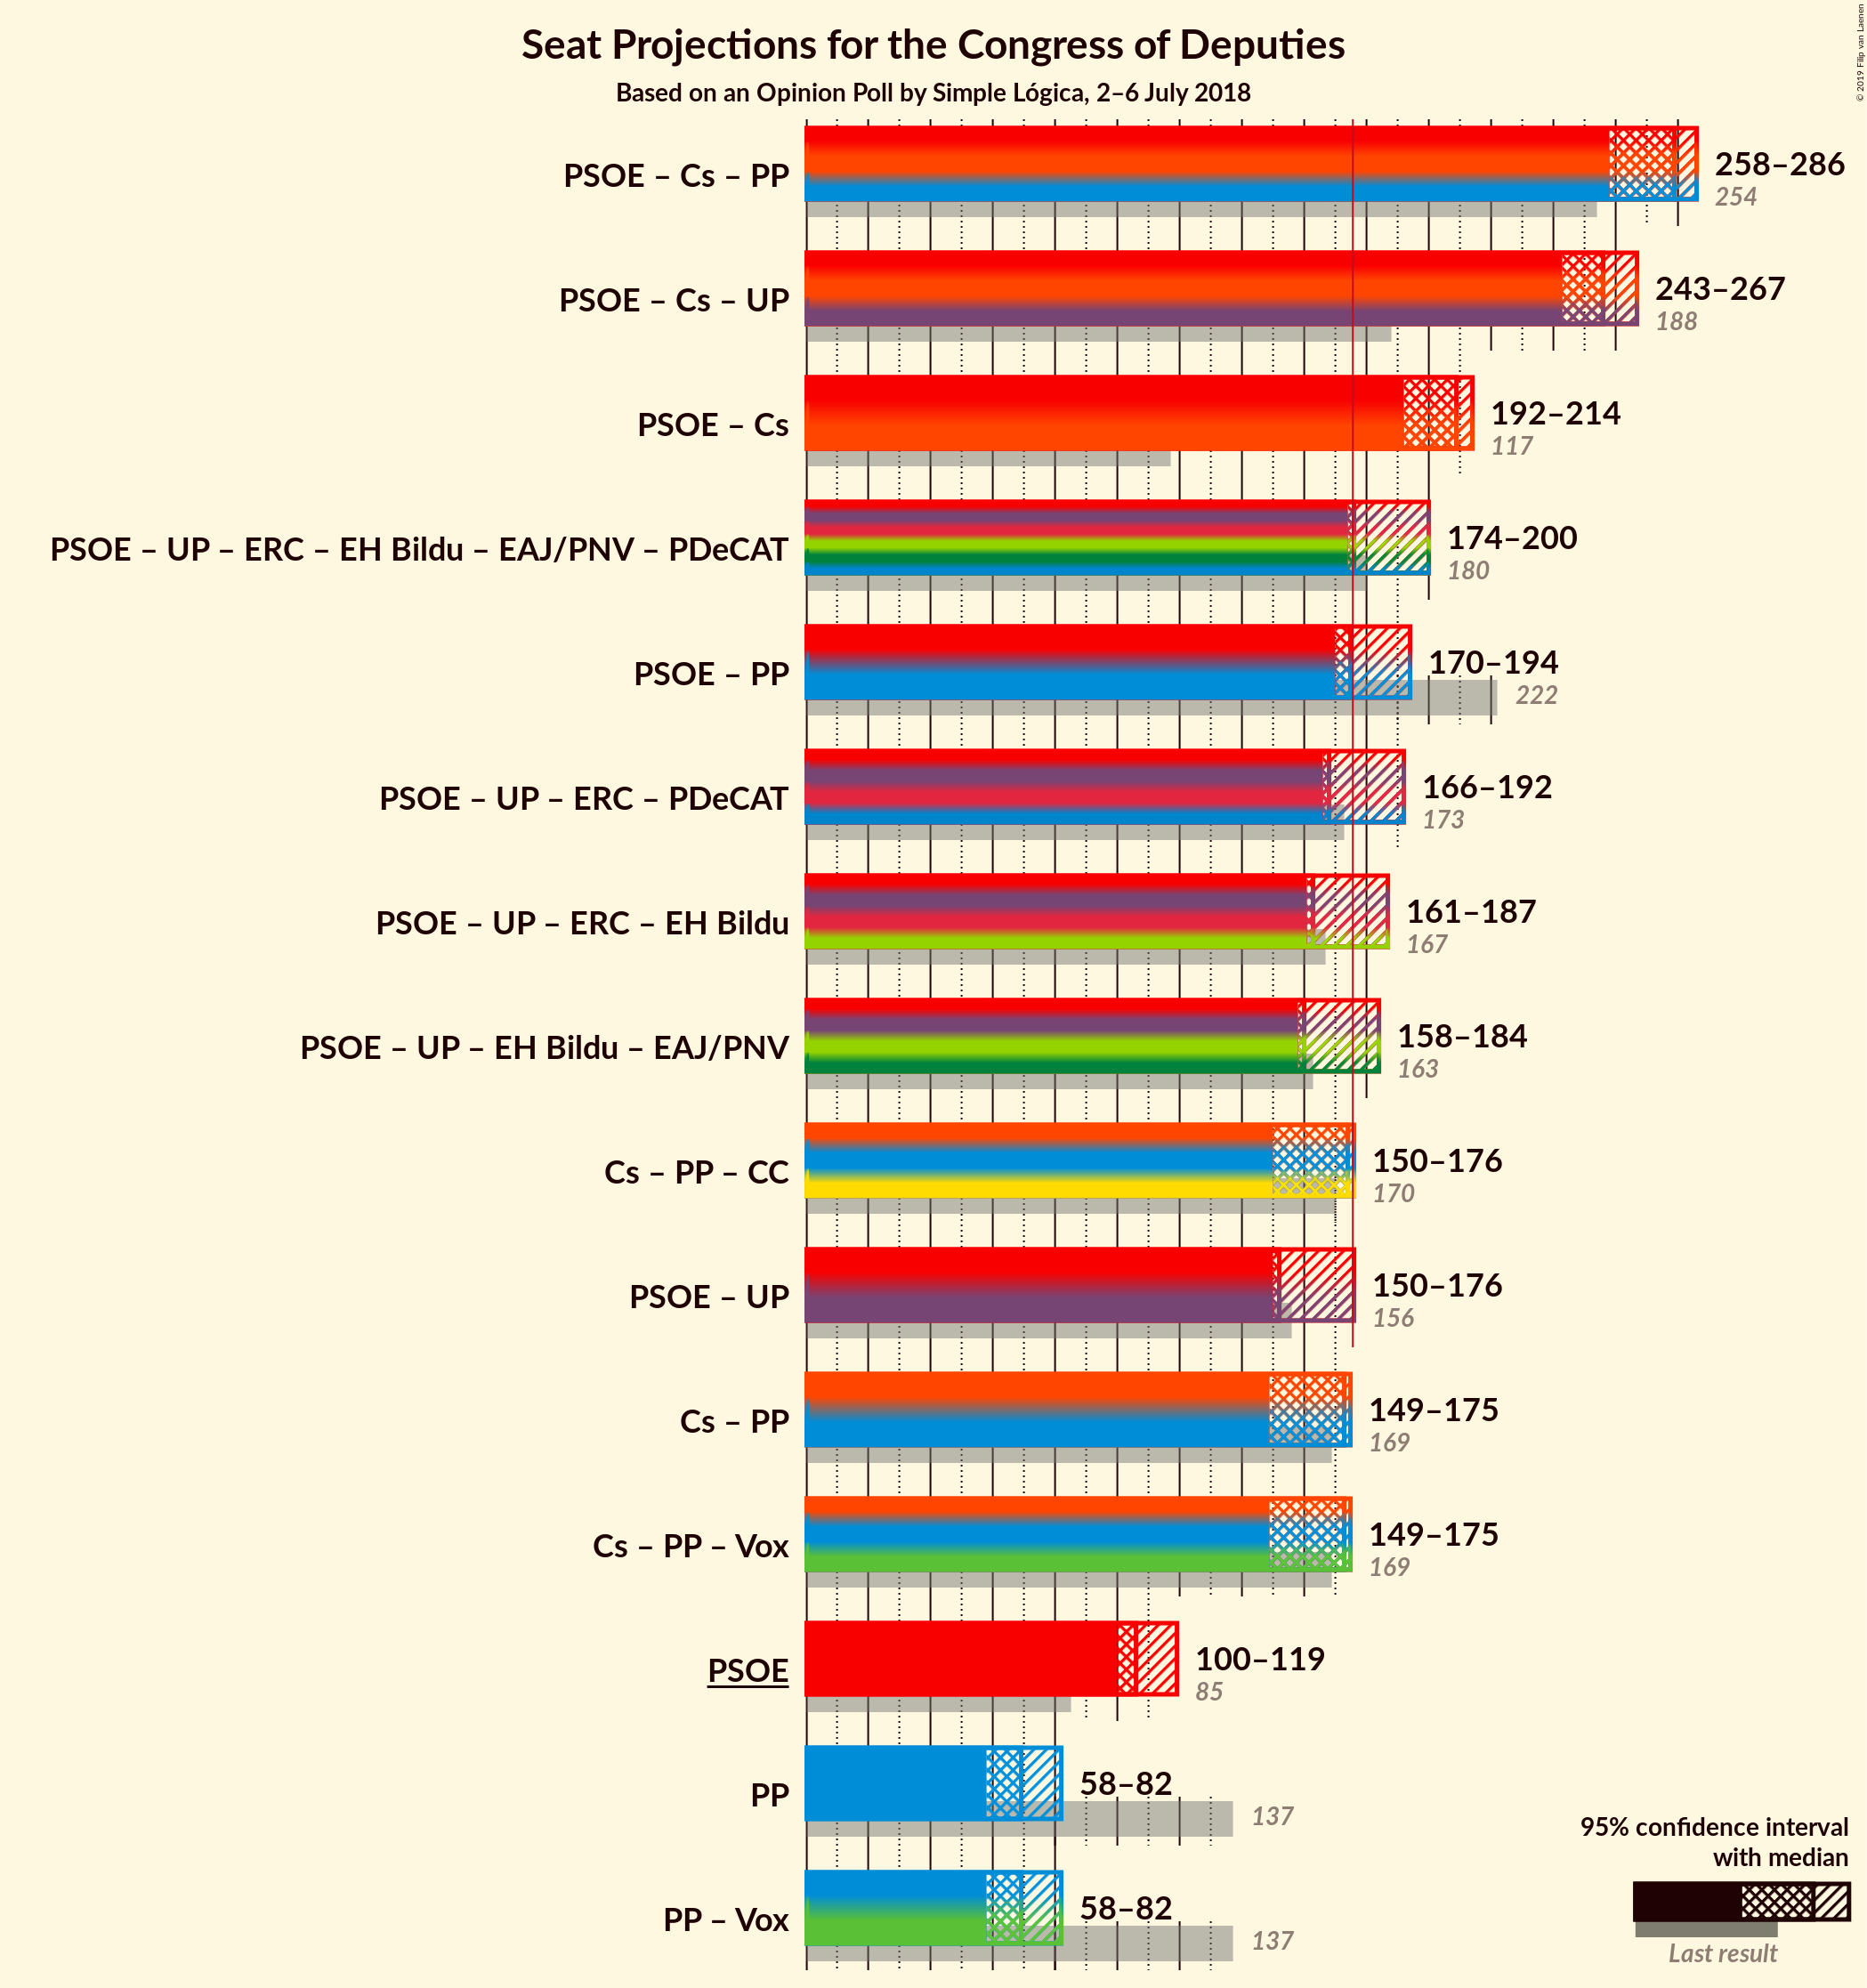 Seat Projections for the Congress of Deputies
Based on an Opinion Poll by Simple Lógica, 2–6 July 2018
© 2019 Filip van Laenen
PSOE – Cs – PP
258–286
254
PSOE – Cs – UP
243–267
188
PSOE – Cs
192–214
117
PSOE – UP – ERC – EH Bildu – EAJ/PNV – PDeCAT
174–200
180
PSOE – PP
170–194
222
PSOE – UP – ERC – PDeCAT
166–192
173
PSOE – UP – ERC – EH Bildu
161–187
167
PSOE – UP – EH Bildu – EAJ/PNV
158–184
163
Cs – PP – CC
150–176
170
PSOE – UP
150–176
156
Cs – PP
149–175
169
Cs – PP – Vox
149–175
169
PSOE
100–119
85
PP
58–82
137
PP – Vox
58–82
137
95% confidence interval
with median
Last result